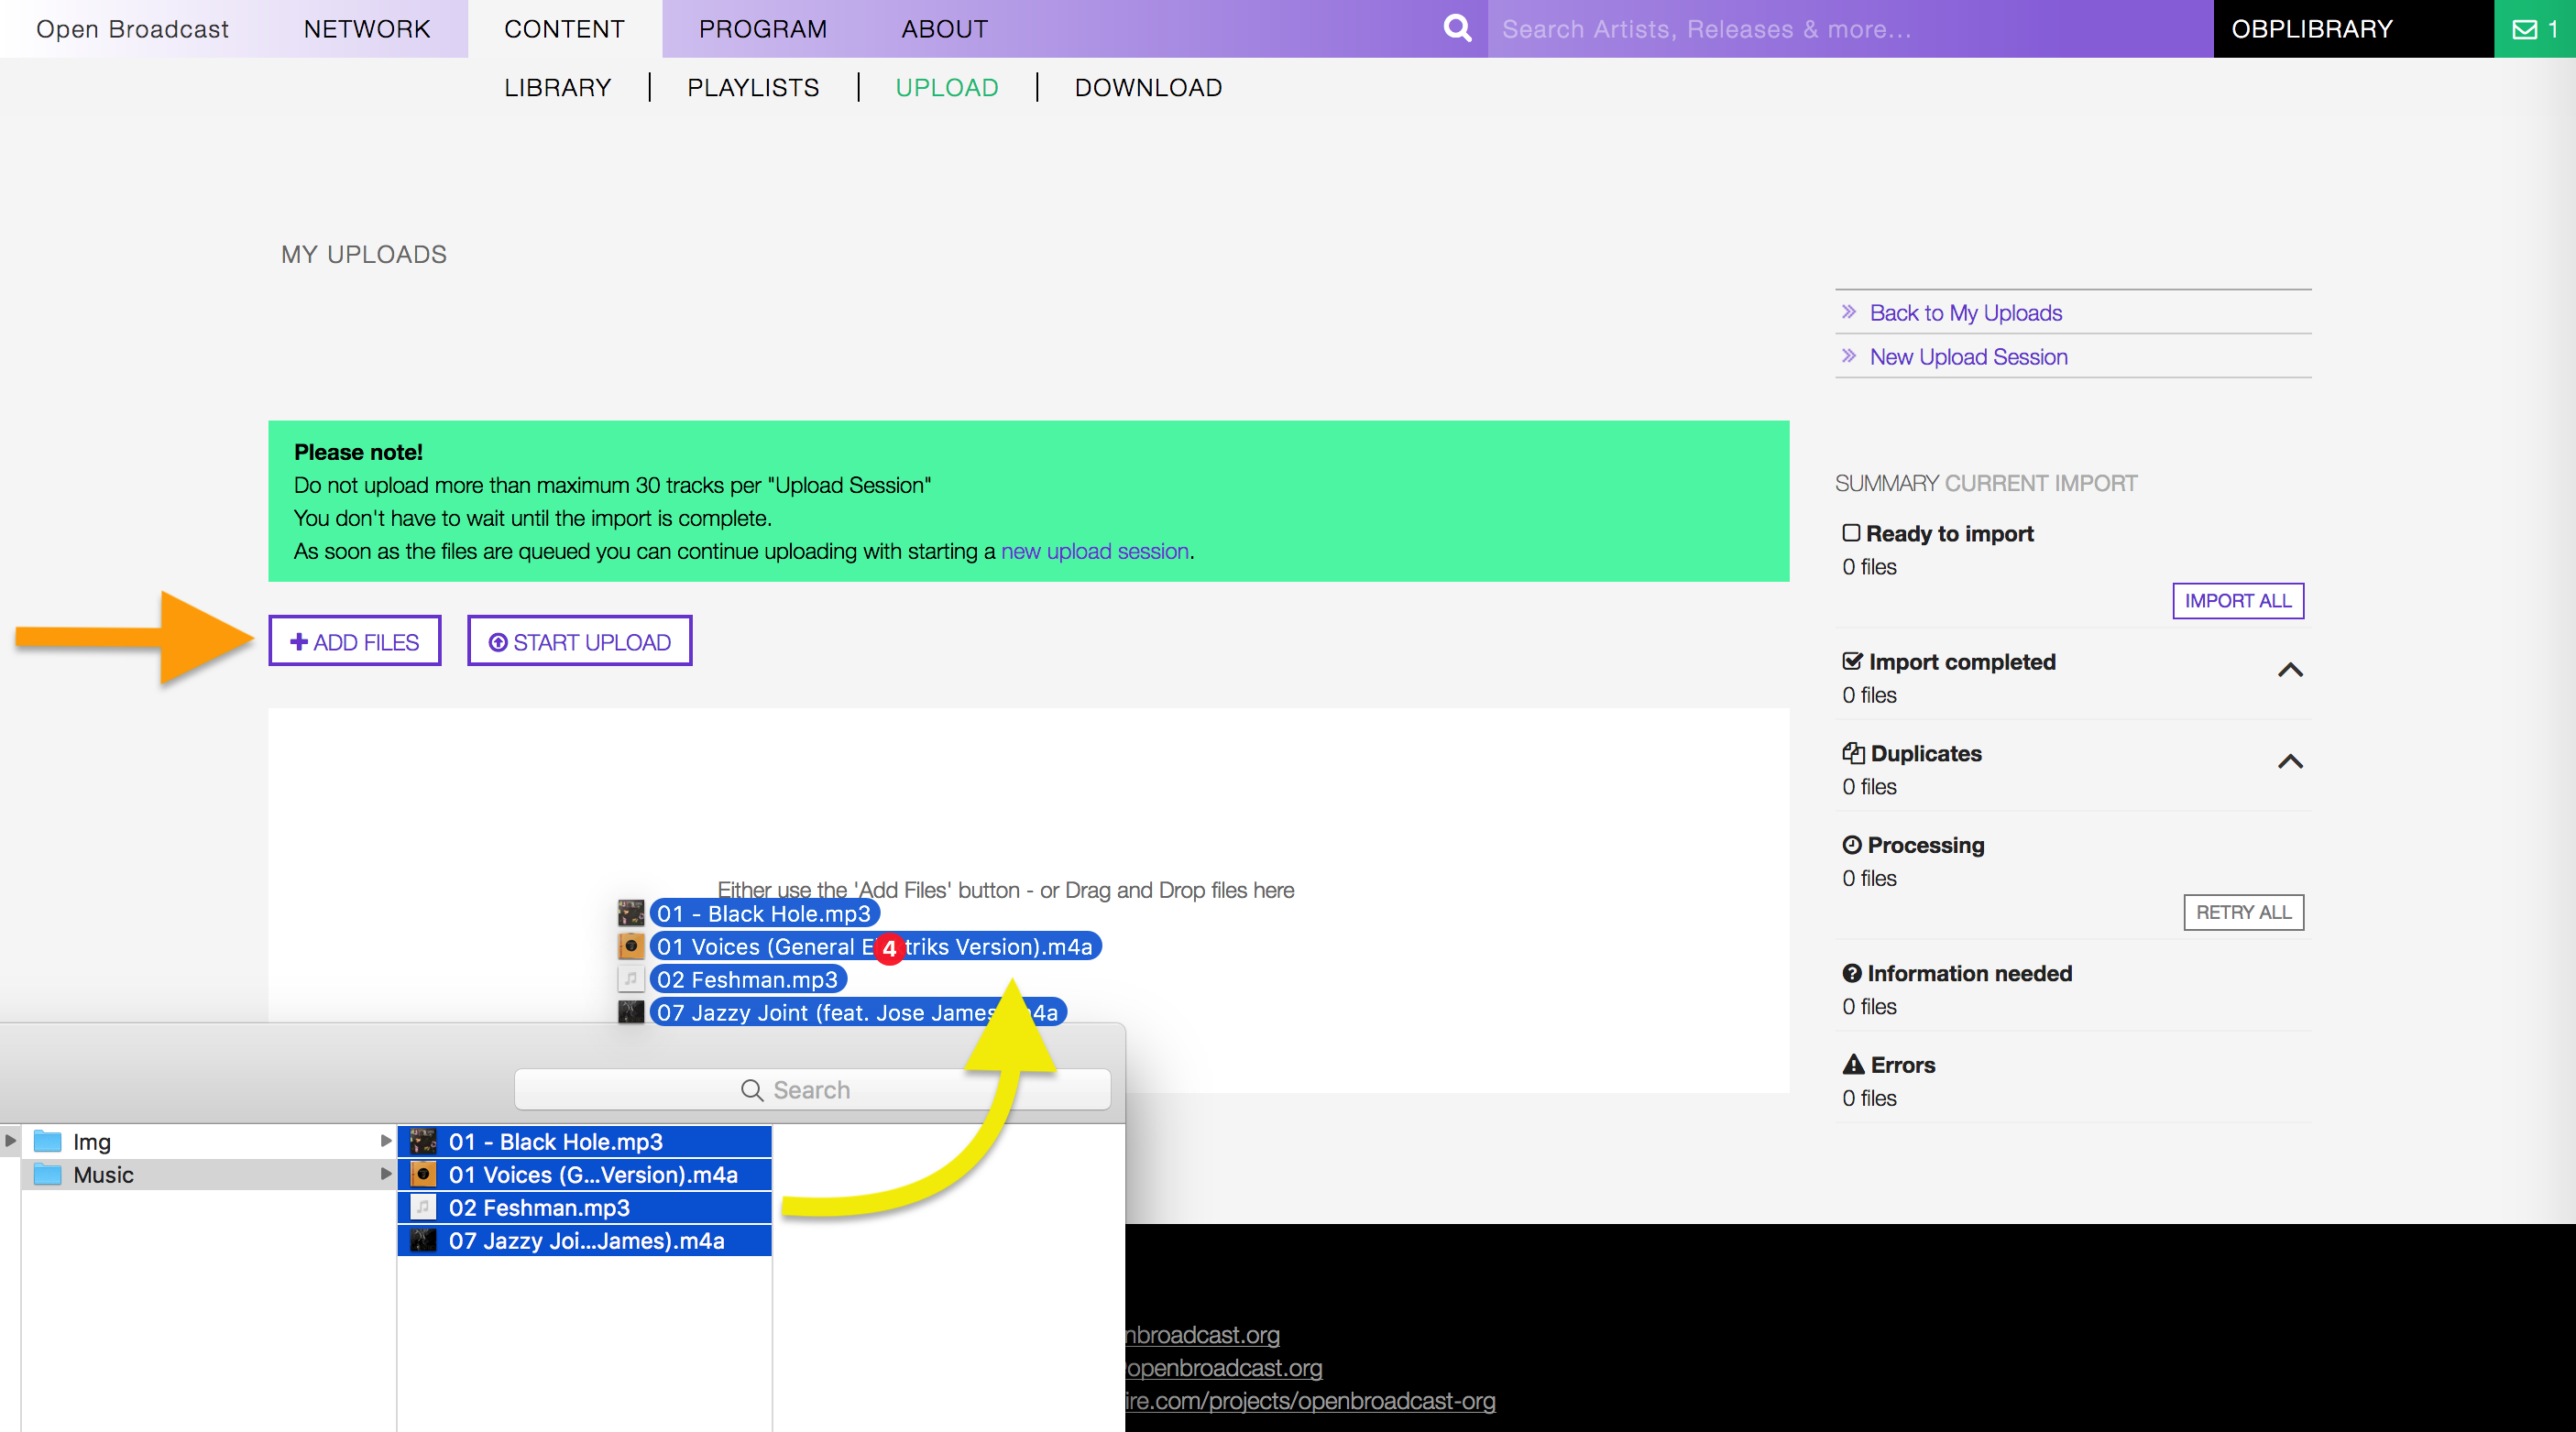 Open Broadcast NETWORK CONTENT PROGRAM ABOUT Search Artists, Releases & more... OBPLIBRARY 1
LIBRARY | PLAYLISTS | UPLOAD | DOWNLOAD
MY UPLOADS
Back to My Uploads
New Upload Session
Please note!
Do not upload more than maximum 30 tracks per "Upload Session"
You don't have to wait until the import is complete.
As soon as the files are queued you can continue uploading with starting a new upload session.
ADD FILES START UPLOAD
SUMMARY CURRENT IMPORT
Ready to import
0 files
IMPORT ALL
Import completed
0 files
Duplicates
0 files
Processing
0 files
RETRY ALL
Information needed
0 files
Errors
0 files
Either use the 'Add Files' button - or Drag and Drop files here
01 - Black Hole.mp3
01 Voices (General E 4 triks Version).m4a
02 Feshman.mp3
07 Jazzy Joint (feat. Jose James 4a
Search
Img
Music
01 - Black Hole.mp3
01 Voices (G...Version).m4a
02 Feshman.mp3
07 Jazzy Joi...James).m4a
nbroadcast.org
openbroadcast.org
ire.com/projects/openbroadcast-org